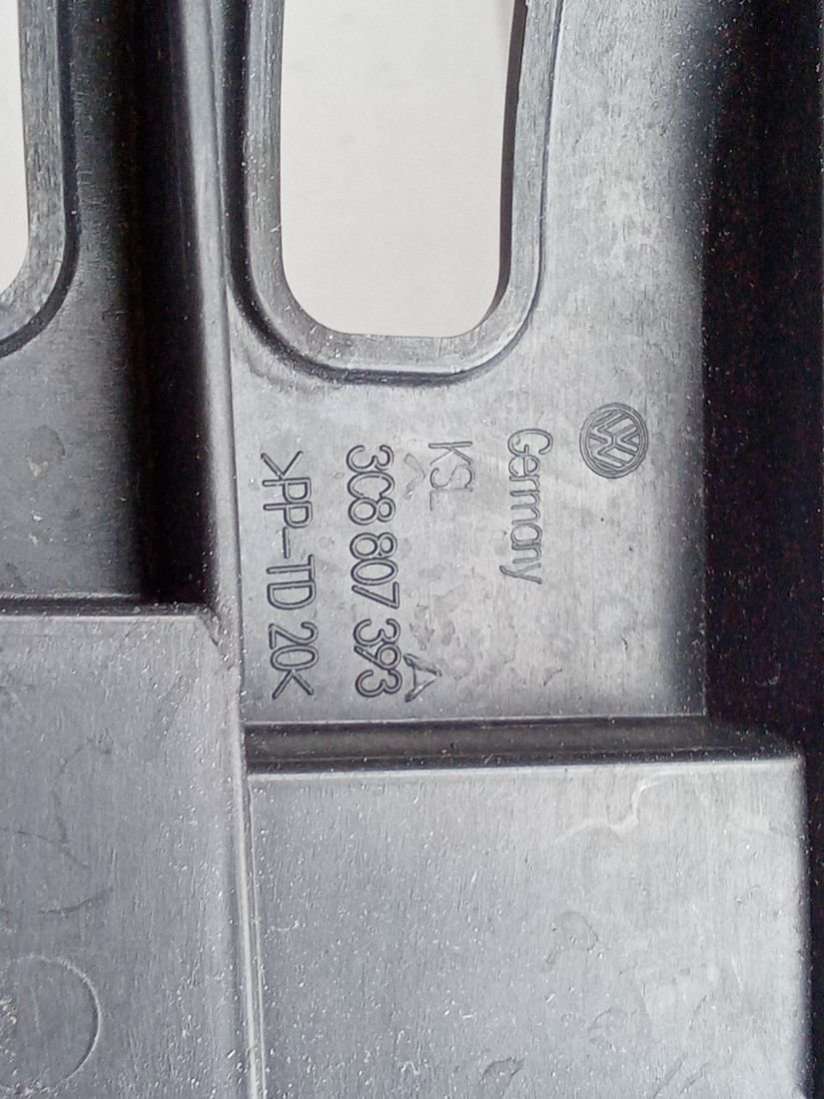 Germany
KSL
3C8 807 393 A
>PP-TD 20<